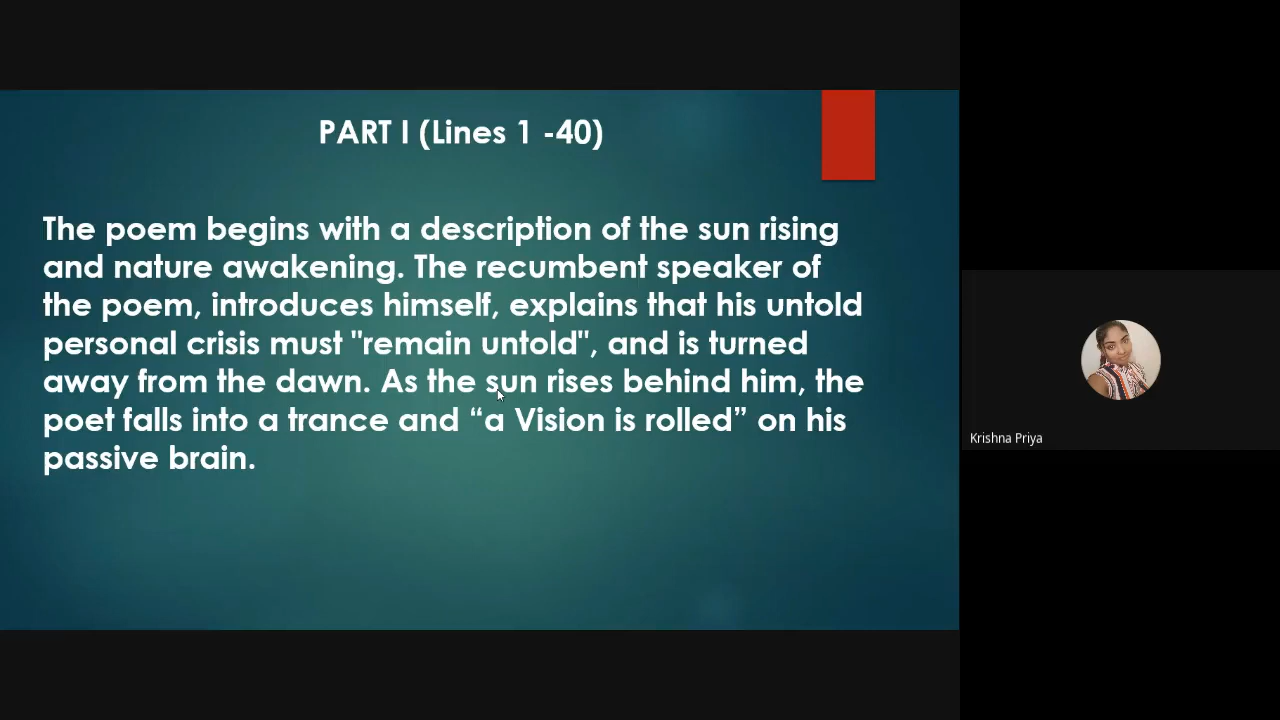 PART I (Lines 1 -40)
The poem begins with a description of the sun rising
and nature awakening. The recumbent speaker of
the poem, introduces himself, explains that his untold
personal crisis must "remain untold", and is turned
away from the dawn. As the sun rises behind him, the
poet falls into a trance and “a Vision is rolled” on his
passive brain.
Krishna Priya